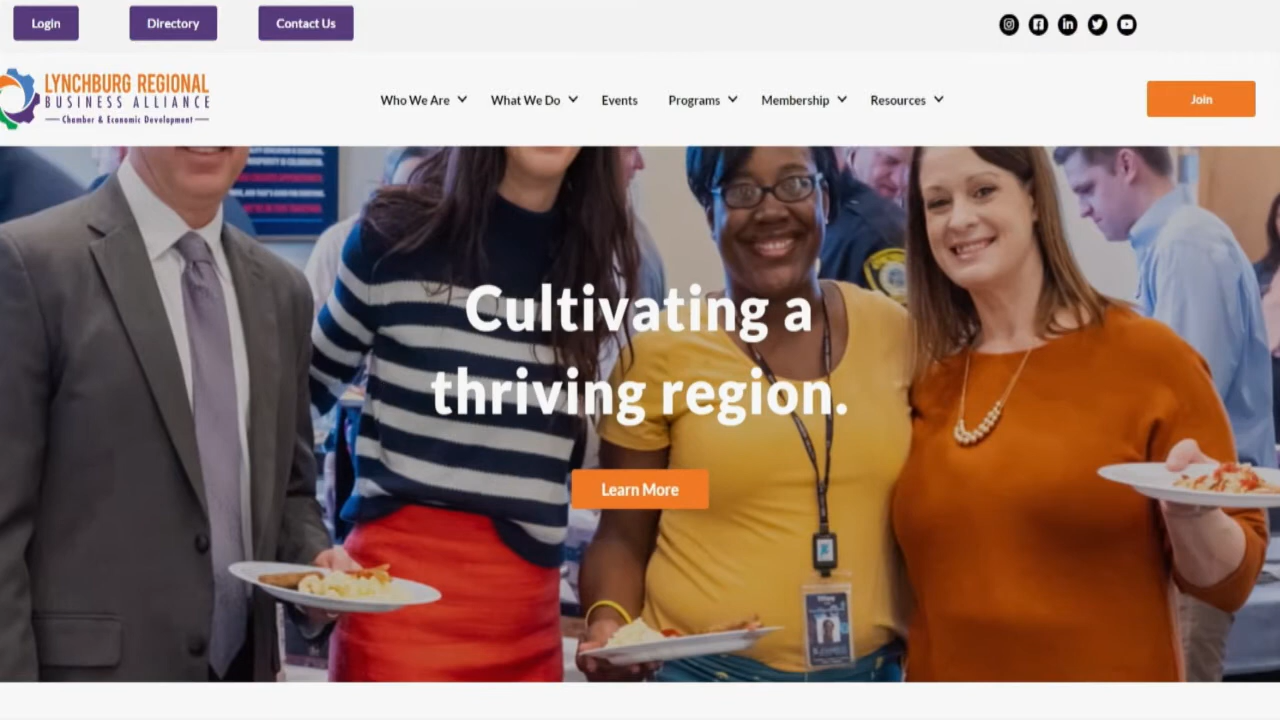 Login
Directory
Contact Us
LYNCHBURG REGIONAL
BUSINESS ALLIANCE
Chamber & Economic Development
Who We Are
What We Do
Events
Programs
Membership
Resources
Join
Cultivating a
thriving region.
Learn More